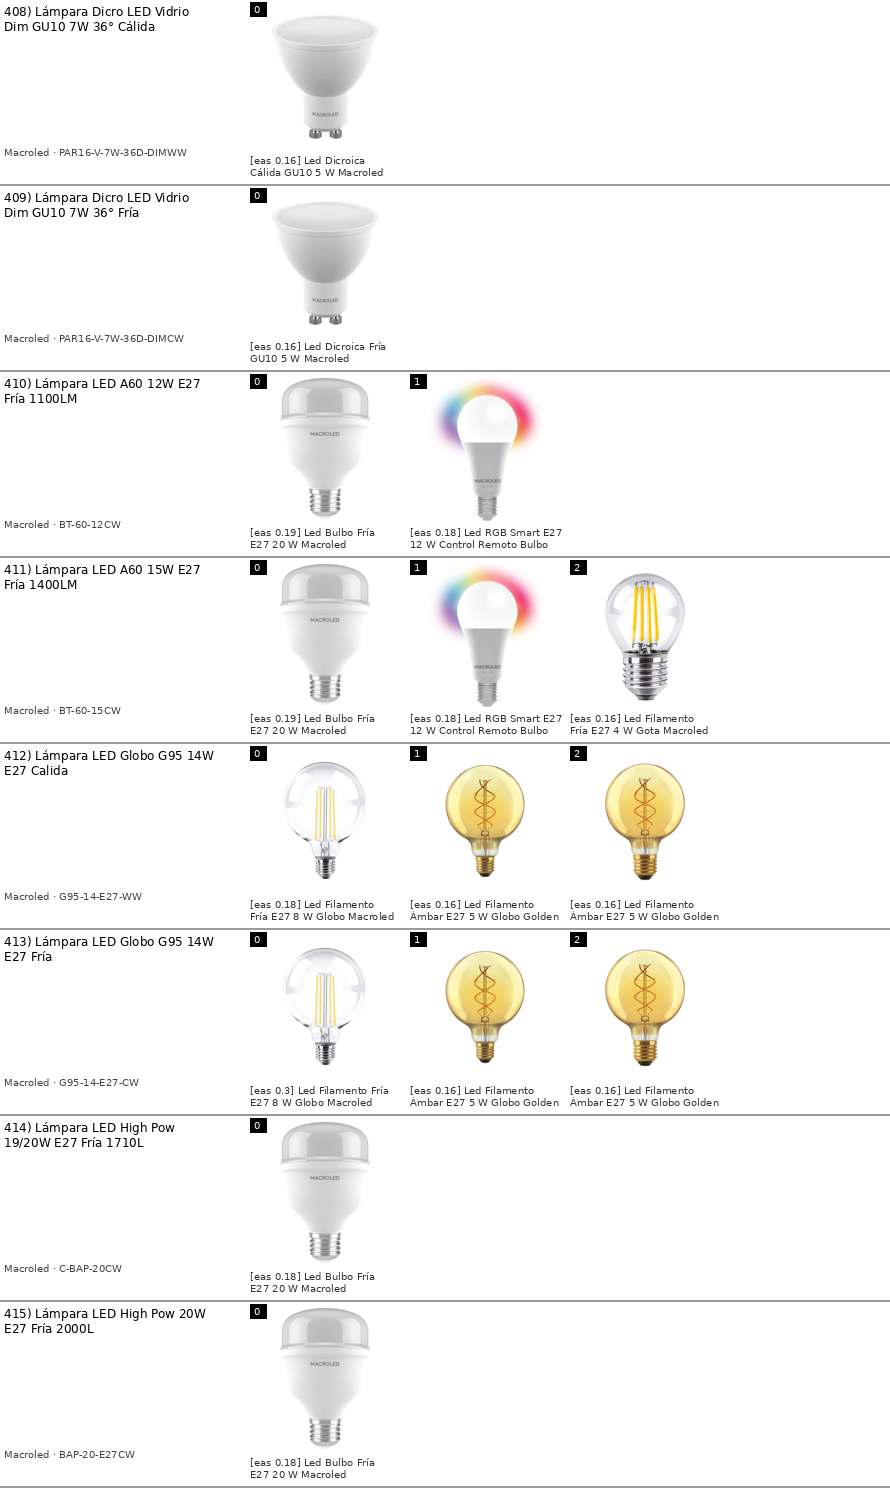 408) Lámpara Dicro LED Vidrio
Dim GU10 7W 36° Cálida
0
MACROLED
Macroled · PAR16-V-7W-36D-DIMWW
[eas 0.16] Led Dicroica
Cálida GU10 5 W Macroled
409) Lámpara Dicro LED Vidrio
Dim GU10 7W 36° Fría
0
MACROLED
Macroled · PAR16-V-7W-36D-DIMCW
[eas 0.16] Led Dicroica Fría
GU10 5 W Macroled
410) Lámpara LED A60 12W E27
Fría 1100LM
0
1
MACROLED
MACROLED
Macroled · BT-60-12CW
[eas 0.19] Led Bulbo Fría
E27 20 W Macroled
[eas 0.18] Led RGB Smart E27
12 W Control Remoto Bulbo
411) Lámpara LED A60 15W E27
Fría 1400LM
0
1
2
MACROLED
MACROLED
Macroled · BT-60-15CW
[eas 0.19] Led Bulbo Fría
E27 20 W Macroled
[eas 0.18] Led RGB Smart E27
12 W Control Remoto Bulbo
[eas 0.16] Led Filamento
Fría E27 4 W Gota Macroled
412) Lámpara LED Globo G95 14W
E27 Calida
0
1
2
Macroled · G95-14-E27-WW
[eas 0.18] Led Filamento
Fría E27 8 W Globo Macroled
[eas 0.16] Led Filamento
Ámbar E27 5 W Globo Golden
[eas 0.16] Led Filamento
Ámbar E27 5 W Globo Golden
413) Lámpara LED Globo G95 14W
E27 Fría
0
1
2
Macroled · G95-14-E27-CW
[eas 0.3] Led Filamento Fría
E27 8 W Globo Macroled
[eas 0.16] Led Filamento
Ámbar E27 5 W Globo Golden
[eas 0.16] Led Filamento
Ámbar E27 5 W Globo Golden
414) Lámpara LED High Pow
19/20W E27 Fría 1710L
0
MACROLED
Macroled · C-BAP-20CW
[eas 0.18] Led Bulbo Fría
E27 20 W Macroled
415) Lámpara LED High Pow 20W
E27 Fría 2000L
0
MACROLED
Macroled · BAP-20-E27CW
[eas 0.18] Led Bulbo Fría
E27 20 W Macroled